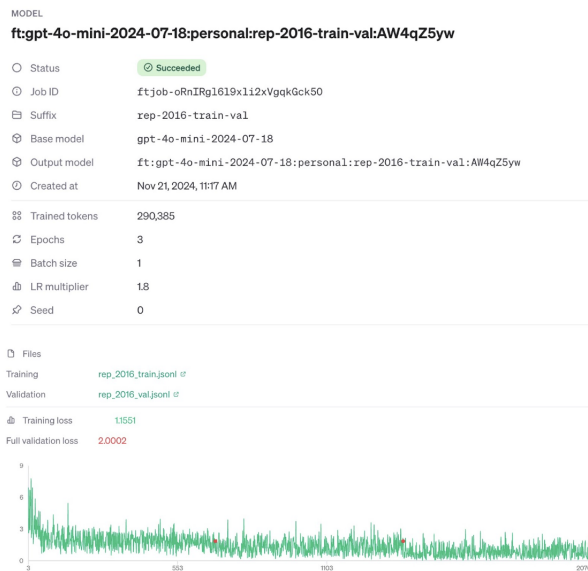 MODEL
ft:gpt-4o-mini-2024-07-18:personal:rep-2016-train-val:AW4qZ5yw
Status Succeeded
Job ID ftjob-oRnIRgl6l9xli2xVgqkGck50
Suffix rep-2016-train-val
Base model gpt-4o-mini-2024-07-18
Output model ft:gpt-4o-mini-2024-07-18:personal:rep-2016-train-val:AW4qZ5yw
Created at Nov 21, 2024, 11:17 AM
Trained tokens 290,385
Epochs 3
Batch size 1
LR multiplier 1.8
Seed 0
Files
Training rep_2016_train.jsonl
Validation rep_2016_val.jsonl
Training loss 1.1551
Full validation loss 2.0002
9
6
3
0
3 553 1103